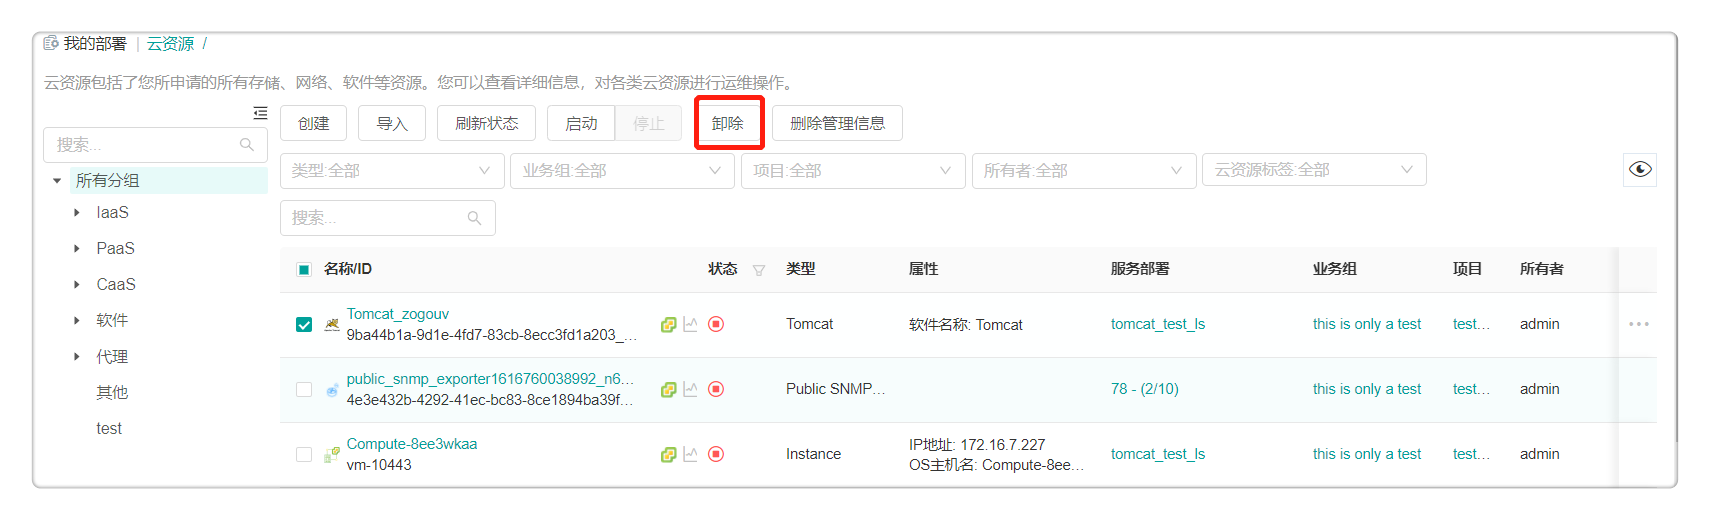 我的部署 | 云资源 /
云资源包括了您所申请的所有存储、网络、软件等资源。您可以查看详细信息，对各类云资源进行运维操作。
搜索...
所有分组
IaaS
PaaS
CaaS
软件
代理
其他
test
创建 导入 刷新状态 启动 停止 卸除 删除管理信息
类型:全部 业务组:全部 项目:全部 所有者:全部 云资源标签:全部
搜索...
名称/ID 状态 类型 属性 服务部署 业务组 项目 所有者
Tomcat_zogouv
9ba44b1a-9d1e-4fd7-83cb-8ecc3fd1a203_... Tomcat 软件名称: Tomcat tomcat_test_ls this is only a test test... admin
public_snmp_exporter1616760038992_n6...
4e3e432b-4292-41ec-bc83-8ce1894ba39f... Public SNMP... 78 - (2/10) this is only a test test... admin
Compute-8ee3wkaa IP地址: 172.16.7.227
vm-10443 Instance OS主机名: Compute-8ee... tomcat_test_ls this is only a test test... admin